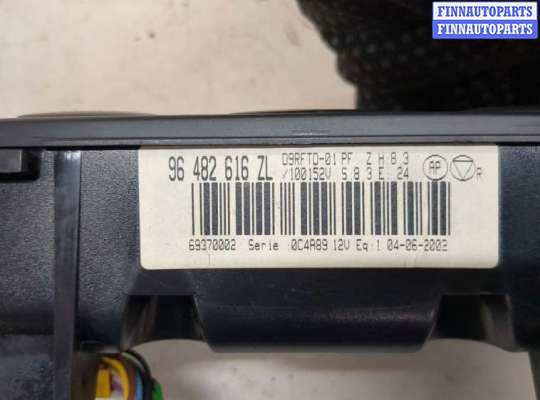 FINNAUTOPARTS
FINNAUTOPARTS
96 482 616 ZL
09RFTD-01 PF: Z H:8.3
/100152V S:8 3 E: 24
AP
R
69370002 Serie 0C4A89 12V Eq:1 04-06-2002